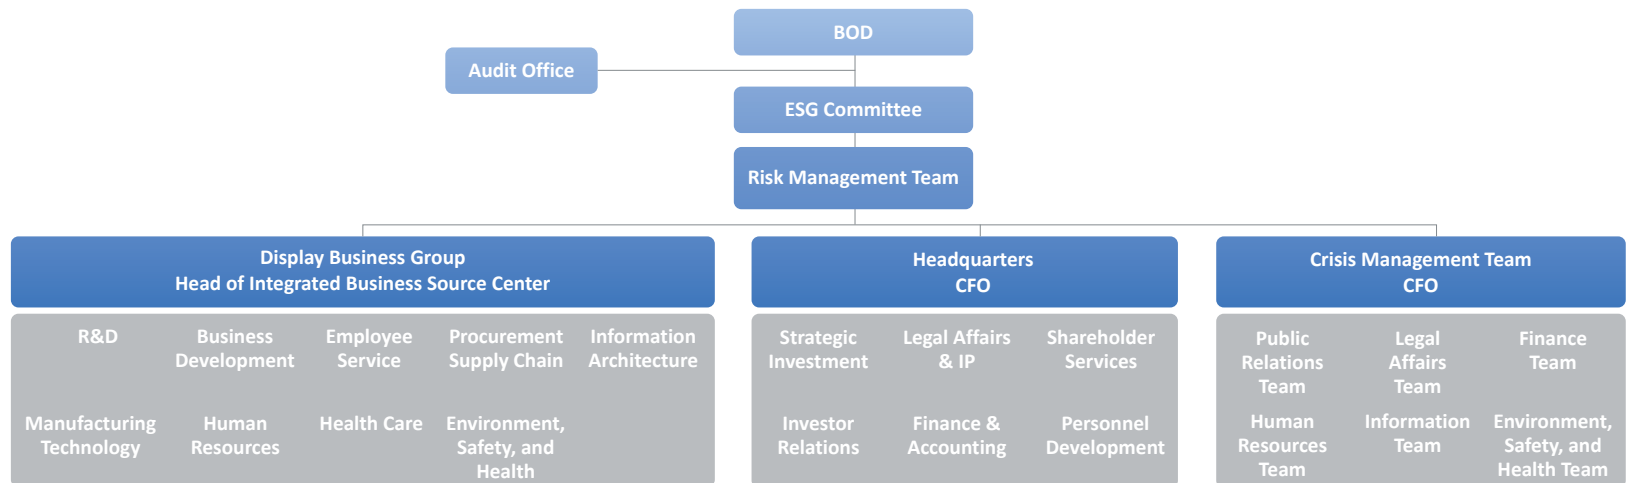 BOD
Audit Office
ESG Committee
Risk Management Team
Display Business Group
Head of Integrated Business Source Center
R&D
Business
Development
Employee
Service
Procurement
Supply Chain
Information
Architecture
Manufacturing
Technology
Human
Resources
Health Care
Environment,
Safety, and
Health
Headquarters
CFO
Strategic
Investment
Legal Affairs
& IP
Shareholder
Services
Investor
Relations
Finance &
Accounting
Personnel
Development
Crisis Management Team
CFO
Public
Relations
Team
Legal
Affairs
Team
Finance
Team
Human
Resources
Team
Information
Team
Environment,
Safety, and
Health Team